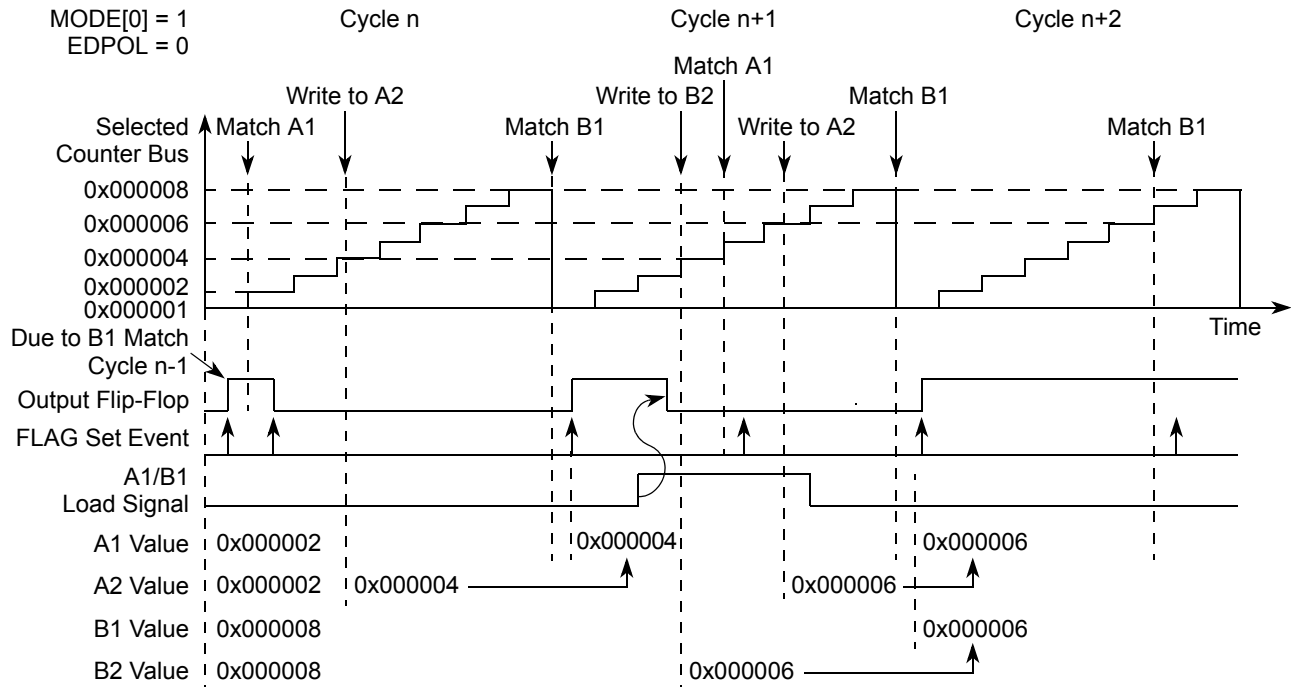 MODE[0] = 1
EDPOL = 0
Cycle n
Cycle n+1
Cycle n+2
Match A1
Write to A2
Write to B2
Match B1
Selected
Counter Bus
Match A1
Match B1
Write to A2
Match B1
0x000008
0x000006
0x000004
0x000002
0x000001
Time
Due to B1 Match
Cycle n-1
Output Flip-Flop
FLAG Set Event
A1/B1
Load Signal
A1 Value 0x000002 0x000004 0x000006
A2 Value 0x000002 0x000004 0x000006
B1 Value 0x000008 0x000006
B2 Value 0x000008 0x000006